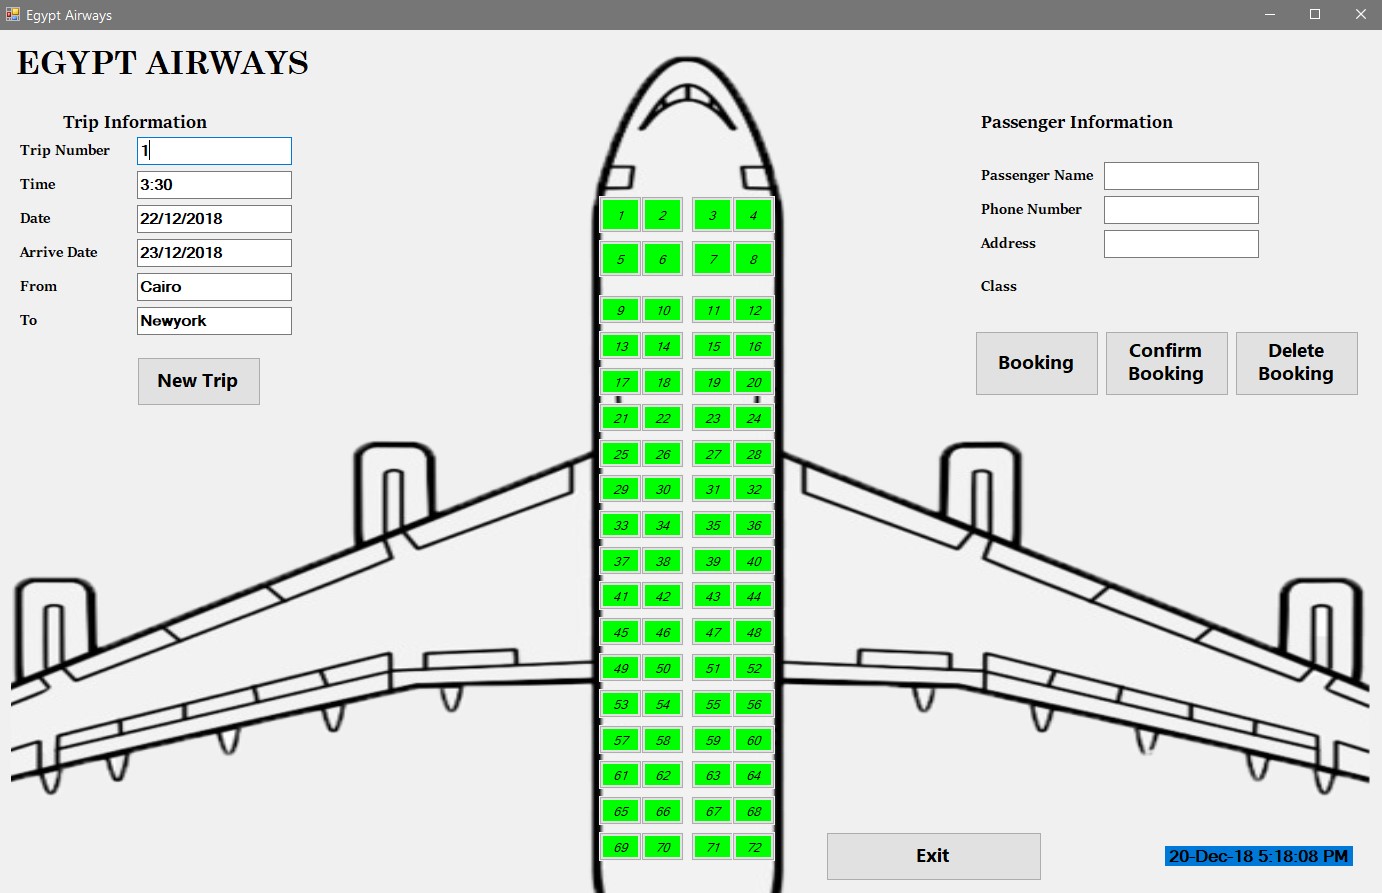 Egypt Airways
EGYPT AIRWAYS
Trip Information
Trip Number 1
Time 3:30
Date 22/12/2018
Arrive Date 23/12/2018
From Cairo
To Newyork
New Trip
1 2 3 4
5 6 7 8
9 10 11 12
13 14 15 16
17 18 19 20
21 22 23 24
25 26 27 28
29 30 31 32
33 34 35 36
37 38 39 40
41 42 43 44
45 46 47 48
49 50 51 52
53 54 55 56
57 58 59 60
61 62 63 64
65 66 67 68
69 70 71 72
Passenger Information
Passenger Name
Phone Number
Address
Class
Booking
Confirm
Booking
Delete
Booking
Exit
20-Dec-18 5:18:08 PM